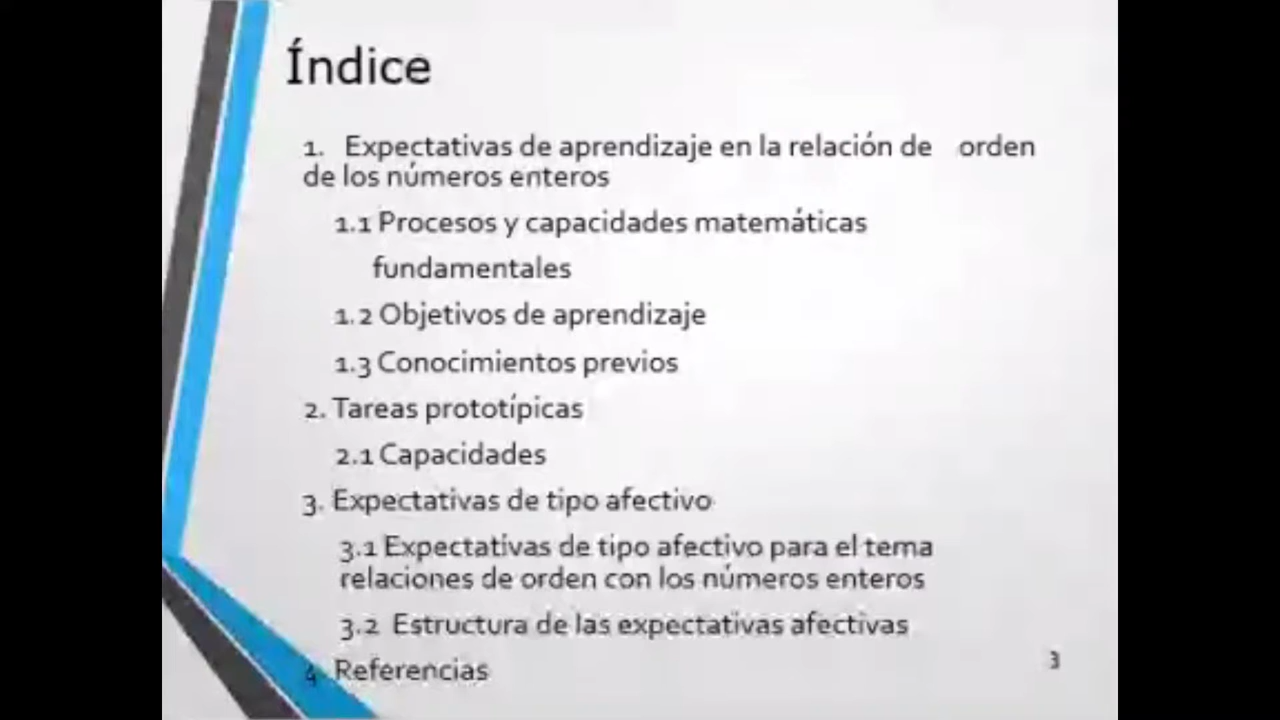 Índice
1. Expectativas de aprendizaje en la relación de orden
de los números enteros
1.1 Procesos y capacidades matemáticas
fundamentales
1.2 Objetivos de aprendizaje
1.3 Conocimientos previos
2. Tareas prototípicas
2.1 Capacidades
3. Expectativas de tipo afectivo
3.1 Expectativas de tipo afectivo para el tema
relaciones de orden con los números enteros
3.2 Estructura de las expectativas afectivas
4. Referencias
3